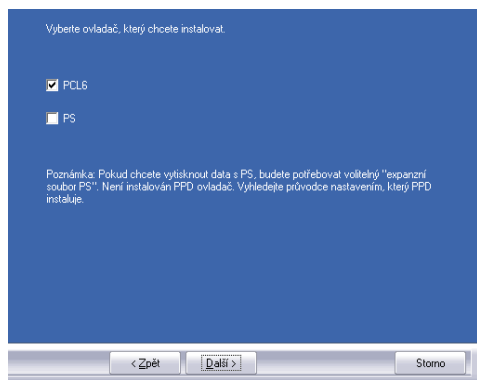 Vyberte ovladač, který chcete instalovat.
PCL6
PS
Poznámka: Pokud chcete vytisknout data s PS, budete potřebovat volitelný "expanzní
soubor PS". Není instalován PPD ovladač. Vyhledejte průvodce nastavením, který PPD
instaluje.
< Zpět
Další >
Storno